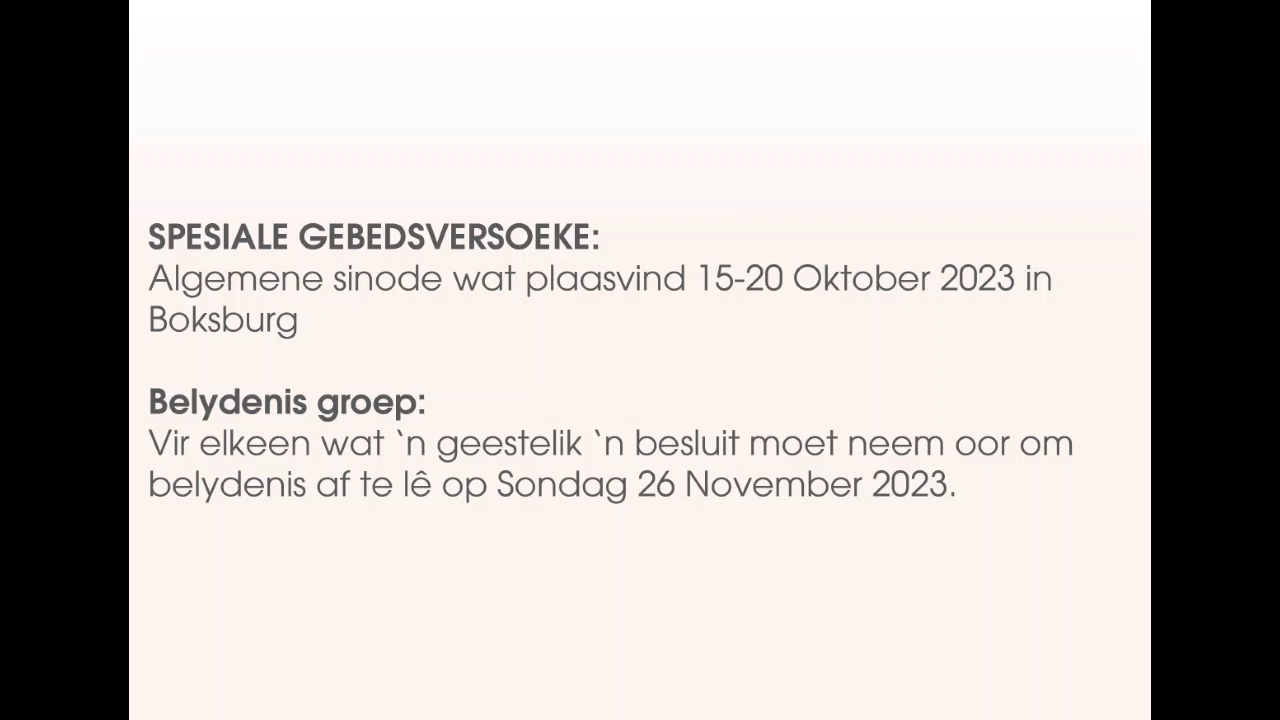 SPESIALE GEBEDSVERSOEKE:
Algemene sinode wat plaasvind 15-20 Oktober 2023 in
Boksburg
Belydenis groep:
Vir elkeen wat `n geestelik `n besluit moet neem oor om
belydenis af te lê op Sondag 26 November 2023.